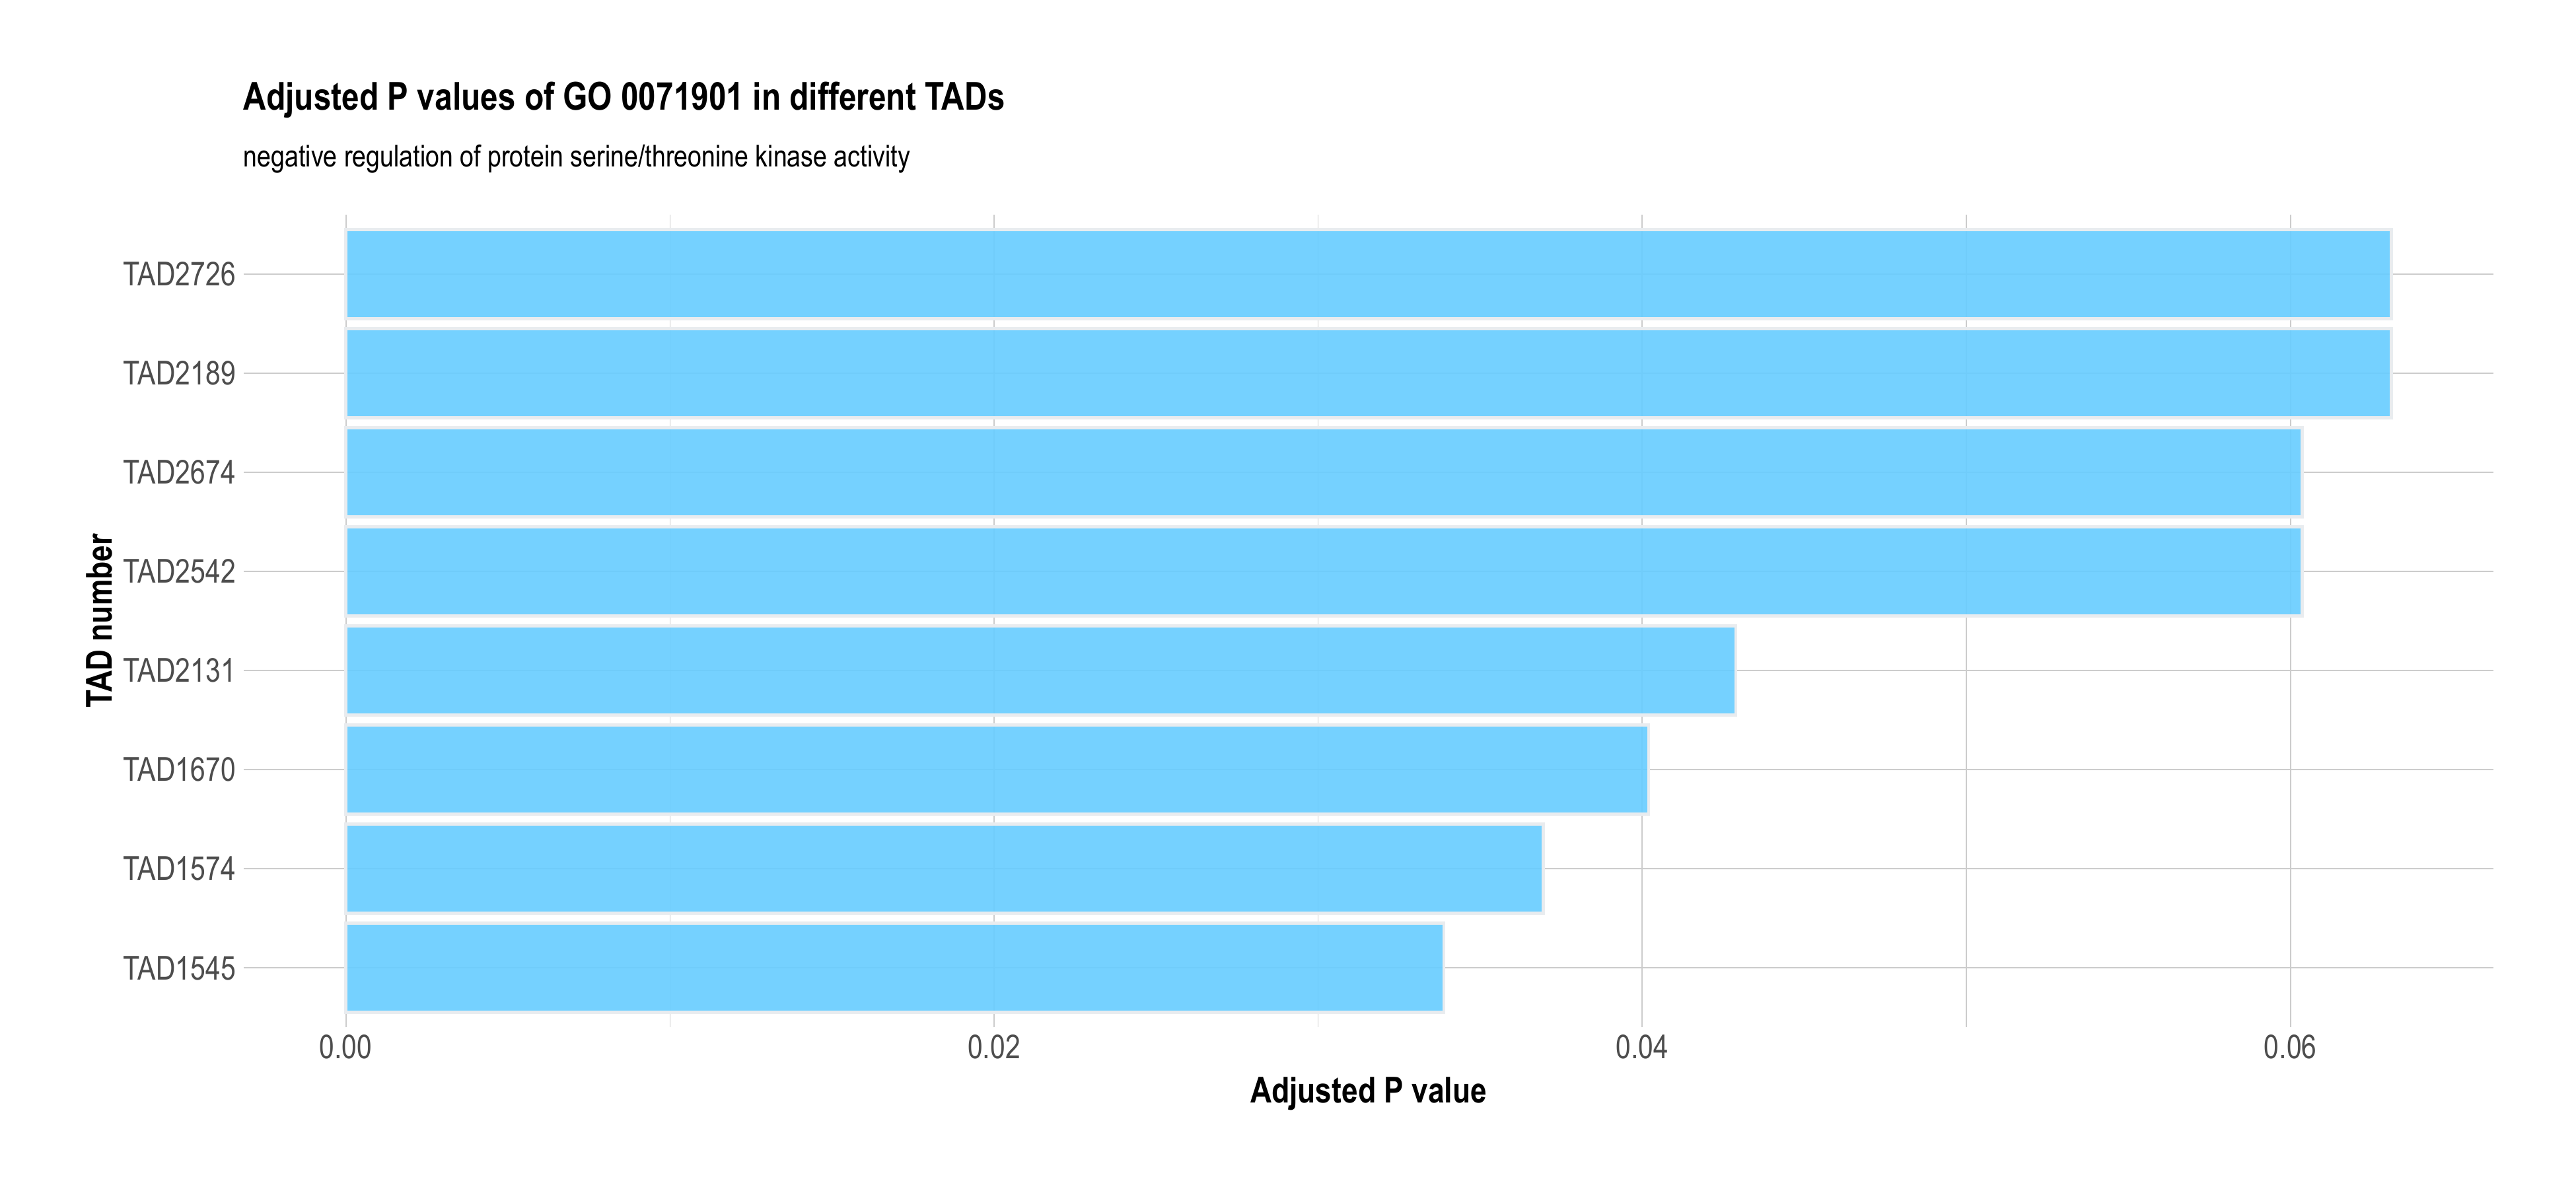 Adjusted P values of GO 0071901 in different TADs
negative regulation of protein serine/threonine kinase activity
TAD number
TAD2726
TAD2189
TAD2674
TAD2542
TAD2131
TAD1670
TAD1574
TAD1545
0.00 0.02 0.04 0.06
Adjusted P value